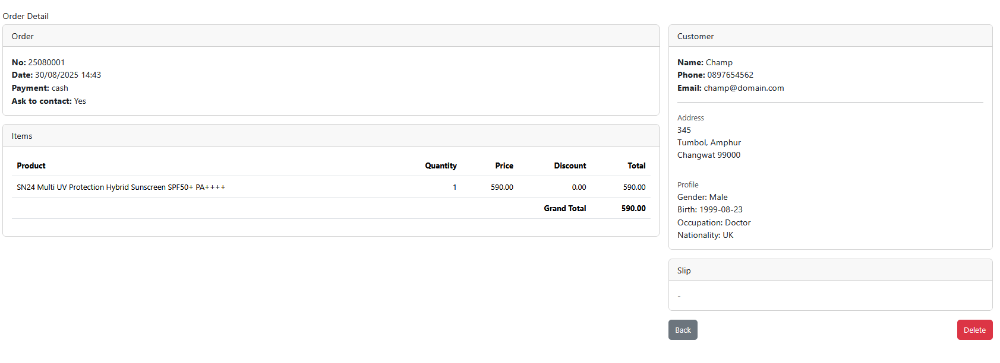 Order Detail
Order
No: 25080001
Date: 30/08/2025 14:43
Payment: cash
Ask to contact: Yes
Items
Product Quantity Price Discount Total
SN24 Multi UV Protection Hybrid Sunscreen SPF50+ PA++++ 1 590.00 0.00 590.00
Grand Total 590.00
Customer
Name: Champ
Phone: 0897654562
Email: champ@domain.com
Address
345
Tumbol, Amphur
Changwat 99000
Profile
Gender: Male
Birth: 1999-08-23
Occupation: Doctor
Nationality: UK
Slip
-
Back Delete